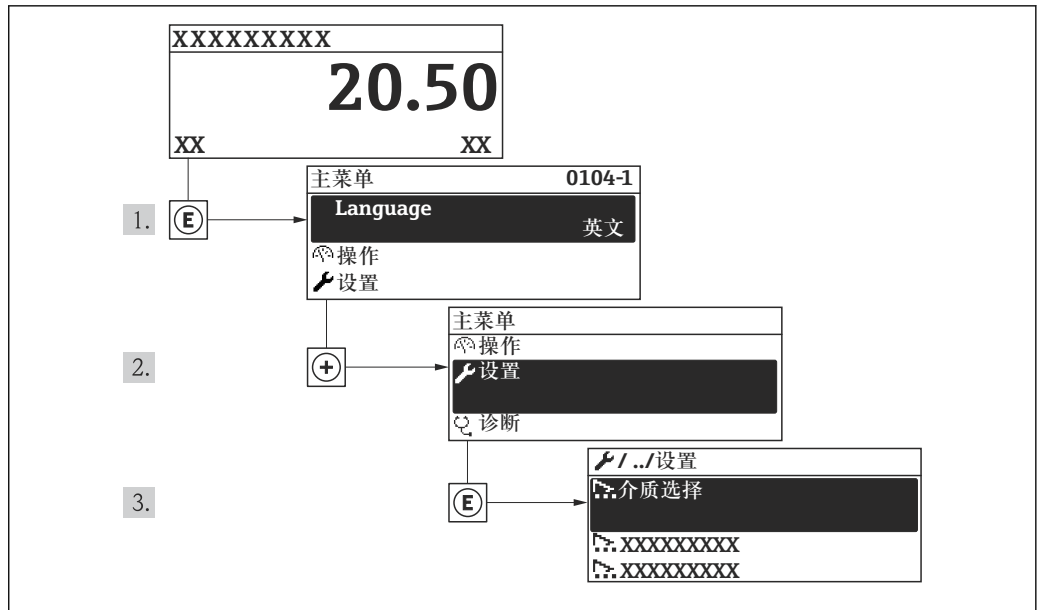 XXXXXXXXX
20.50
XX XX
主菜单 0104-1
1. E Language
英文
操作
设置
主菜单
操作
2. + 设置
诊断
/ ../设置
3. E 介质选择
XXXXXXXXX
XXXXXXXXX